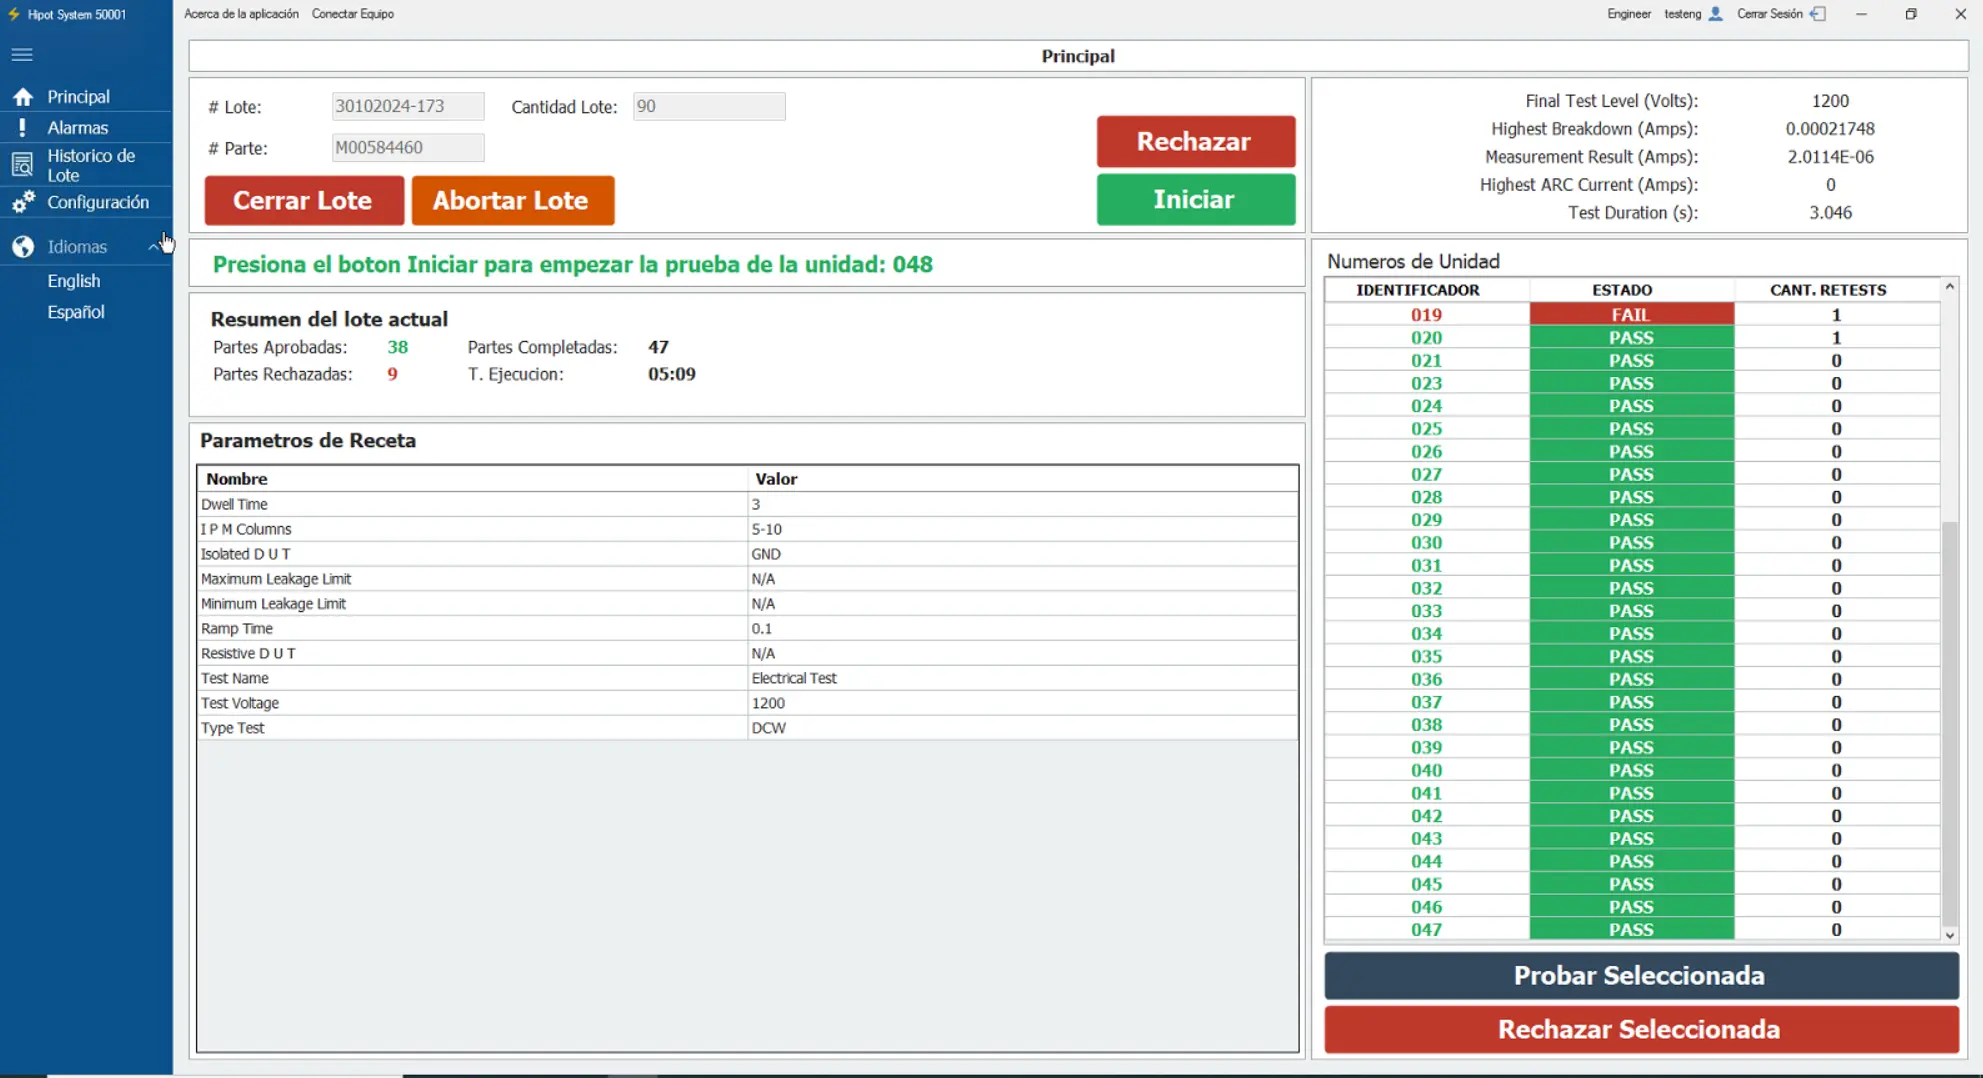 Hipot System 50001
Acerca de la aplicación Conectar Equipo
Engineer testeng Cerrar Sesión
Principal
Alarmas
Historico de
Lote
Configuración
Idiomas
English
Español
Principal
# Lote: 30102024-173 Cantidad Lote: 90
# Parte: M00584460
Cerrar Lote Abortar Lote
Rechazar
Iniciar
Final Test Level (Volts): 1200
Highest Breakdown (Amps): 0.00021748
Measurement Result (Amps): 2.0114E-06
Highest ARC Current (Amps): 0
Test Duration (s): 3.046
Presiona el boton Iniciar para empezar la prueba de la unidad: 048
Resumen del lote actual
Partes Aprobadas: 38 Partes Completadas: 47
Partes Rechazadas: 9 T. Ejecucion: 05:09
Parametros de Receta
Nombre Valor
Dwell Time 3
I P M Columns 5-10
Isolated D U T GND
Maximum Leakage Limit N/A
Minimum Leakage Limit N/A
Ramp Time 0.1
Resistive D U T N/A
Test Name Electrical Test
Test Voltage 1200
Type Test DCW
Numeros de Unidad
IDENTIFICADOR ESTADO CANT. RETESTS
019 FAIL 1
020 PASS 1
021 PASS 0
023 PASS 0
024 PASS 0
025 PASS 0
026 PASS 0
027 PASS 0
028 PASS 0
029 PASS 0
030 PASS 0
031 PASS 0
032 PASS 0
033 PASS 0
034 PASS 0
035 PASS 0
036 PASS 0
037 PASS 0
038 PASS 0
039 PASS 0
040 PASS 0
041 PASS 0
042 PASS 0
043 PASS 0
044 PASS 0
045 PASS 0
046 PASS 0
047 PASS 0
Probar Seleccionada
Rechazar Seleccionada